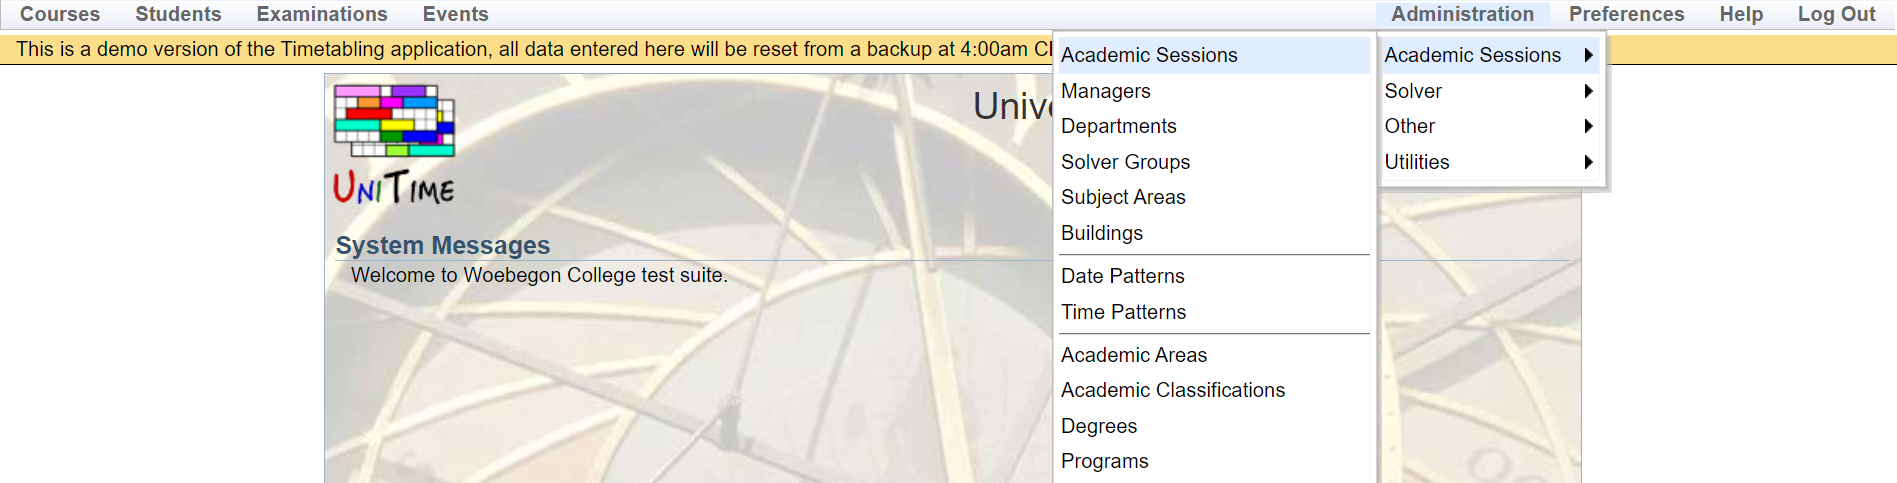 Courses Students Examinations Events Administration Preferences Help Log Out
This is a demo version of the Timetabling application, all data entered here will be reset from a backup at 4:00am
UNITIME
System Messages
Welcome to Woebegon College test suite.
Academic Sessions
Solver
Other
Utilities
Academic Sessions
Managers
Departments
Solver Groups
Subject Areas
Buildings
Date Patterns
Time Patterns
Academic Areas
Academic Classifications
Degrees
Programs